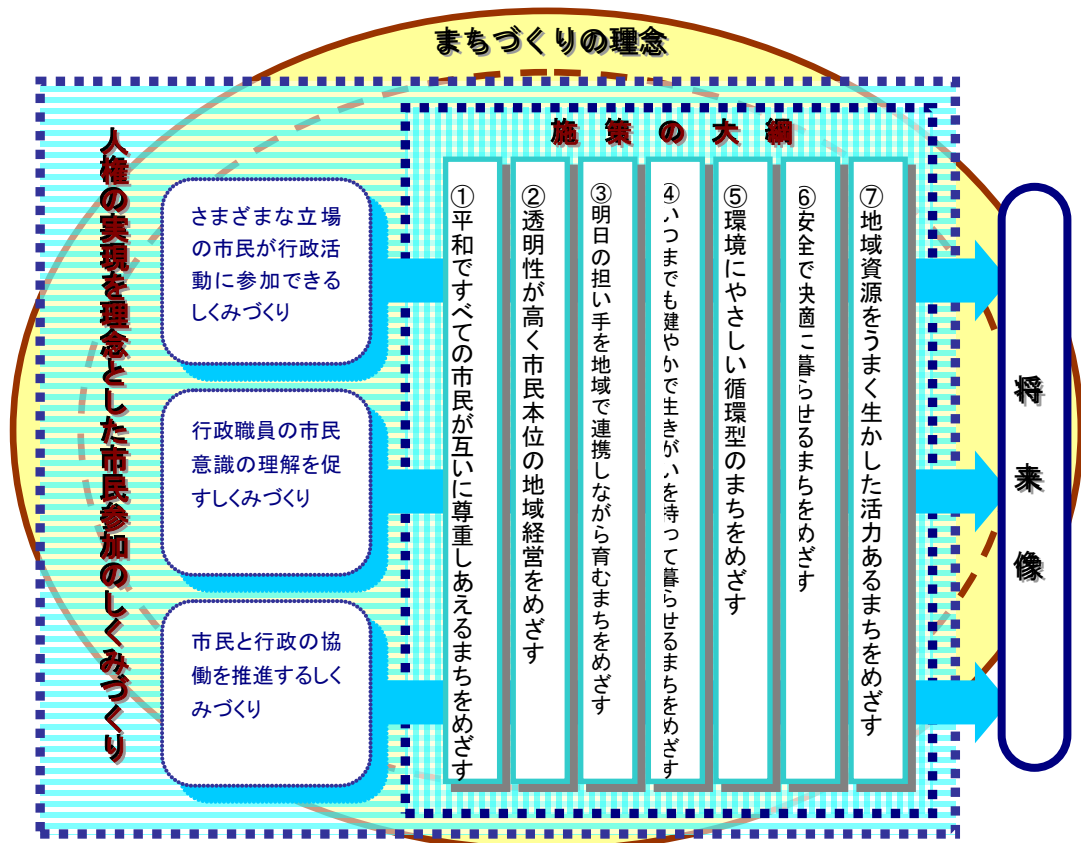 まちづくりの理念
人権の実現を理念とした市民参加のしくみづくり
さまざまな立場
の市民が行政活
動に参加できる
しくみづくり
行政職員の市民
意識の理解を促
すしくみづくり
市民と行政の協
働を推進するしく
みづくり
施策の大綱
①平和ですべての市民が互いに尊重しあえるまちをめざす
②透明性が高く市民本位の地域経営をめざす
③明日の担い手を地域で連携しながら育むまちをめざす
④いつまでも健やかで生きがいを持って暮らせるまちをめざす
⑤環境にやさしい循環型のまちをめざす
⑥安全で快適に暮らせるまちをめざす
⑦地域資源をうまく生かした活力あるまちをめざす
将来像